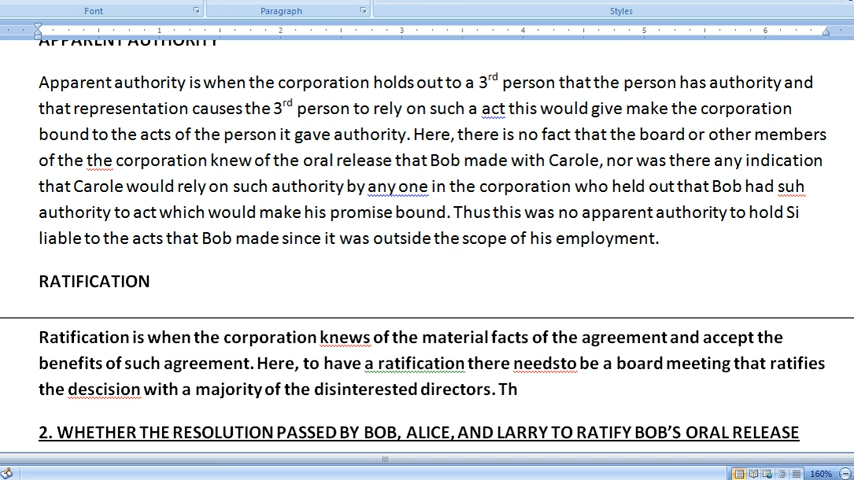 Font Paragraph Styles
1 2 3 4 5 6
APPARENT AUTHORITY
Apparent authority is when the corporation holds out to a 3rd person that the person has authority and
that representation causes the 3rd person to rely on such a act this would give make the corporation
bound to the acts of the person it gave authority. Here, there is no fact that the board or other members
of the the corporation knew of the oral release that Bob made with Carole, nor was there any indication
that Carole would rely on such authority by any one in the corporation who held out that Bob had suh
authority to act which would make his promise bound. Thus this was no apparent authority to hold Si
liable to the acts that Bob made since it was outside the scope of his employment.
RATIFICATION
Ratification is when the corporation knews of the material facts of the agreement and accept the
benefits of such agreement. Here, to have a ratification there needsto be a board meeting that ratifies
the descision with a majority of the disinterested directors. Th
2. WHETHER THE RESOLUTION PASSED BY BOB, ALICE, AND LARRY TO RATIFY BOB'S ORAL RELEASE
160%